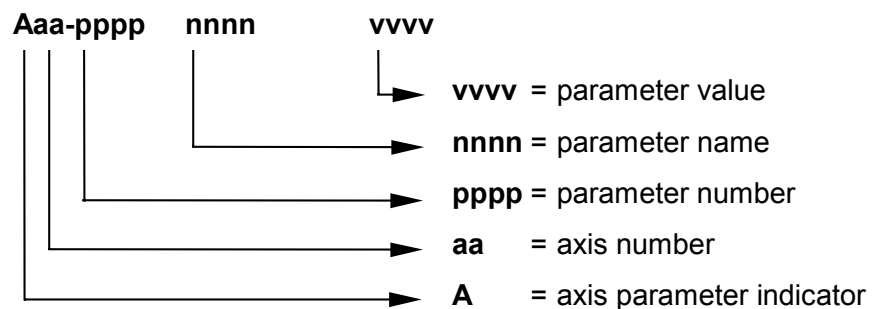 Aaa-pppp nnnn vvvv
vvvv = parameter value
nnnn = parameter name
pppp = parameter number
aa = axis number
A = axis parameter indicator